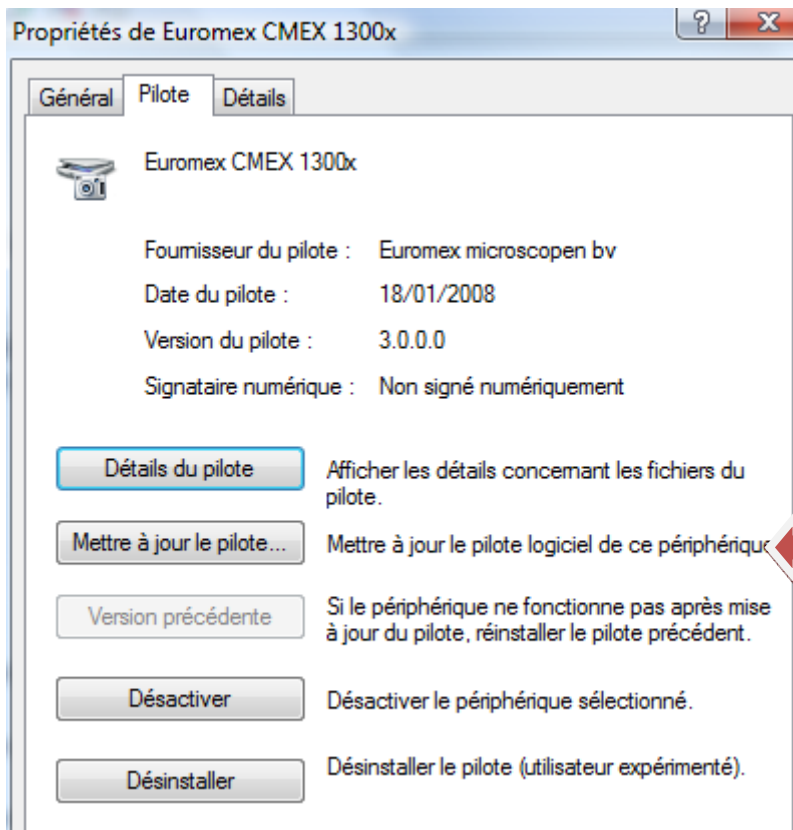 Propriétés de Euromex CMEX 1300x
?
X
Général
Pilote
Détails
Euromex CMEX 1300x
Fournisseur du pilote : Euromex microscopen bv
Date du pilote : 18/01/2008
Version du pilote : 3.0.0.0
Signataire numérique : Non signé numériquement
Détails du pilote
Afficher les détails concernant les fichiers du
pilote.
Mettre à jour le pilote...
Mettre à jour le pilote logiciel de ce périphérique
Version précédente
Si le périphérique ne fonctionne pas après mise
à jour du pilote, réinstaller le pilote précédent.
Désactiver
Désactiver le périphérique sélectionné.
Désinstaller
Désinstaller le pilote (utilisateur expérimenté).